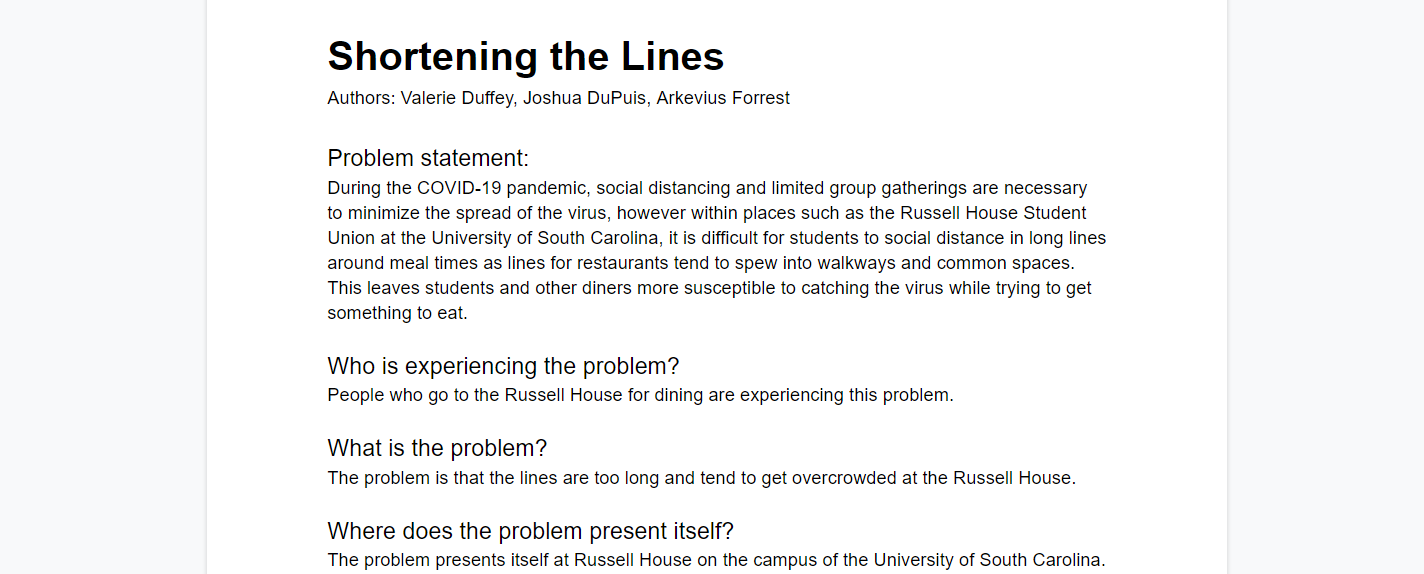 Shortening the Lines
Authors: Valerie Duffey, Joshua DuPuis, Arkevius Forrest
Problem statement:
During the COVID-19 pandemic, social distancing and limited group gatherings are necessary
to minimize the spread of the virus, however within places such as the Russell House Student
Union at the University of South Carolina, it is difficult for students to social distance in long lines
around meal times as lines for restaurants tend to spew into walkways and common spaces.
This leaves students and other diners more susceptible to catching the virus while trying to get
something to eat.
Who is experiencing the problem?
People who go to the Russell House for dining are experiencing this problem.
What is the problem?
The problem is that the lines are too long and tend to get overcrowded at the Russell House.
Where does the problem present itself?
The problem presents itself at Russell House on the campus of the University of South Carolina.